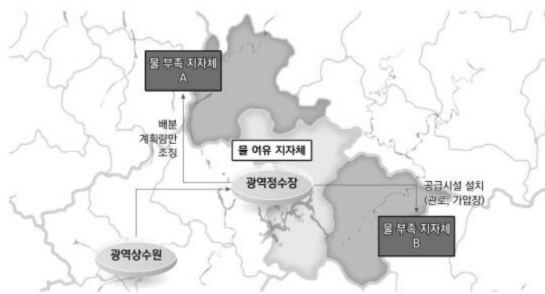 물 부족 지자체
A
배분
계획량만
조정
물 여유 지자체
광역정수장
공급시설 설치
(관로, 가압장)
물 부족 지자체
B
광역상수원